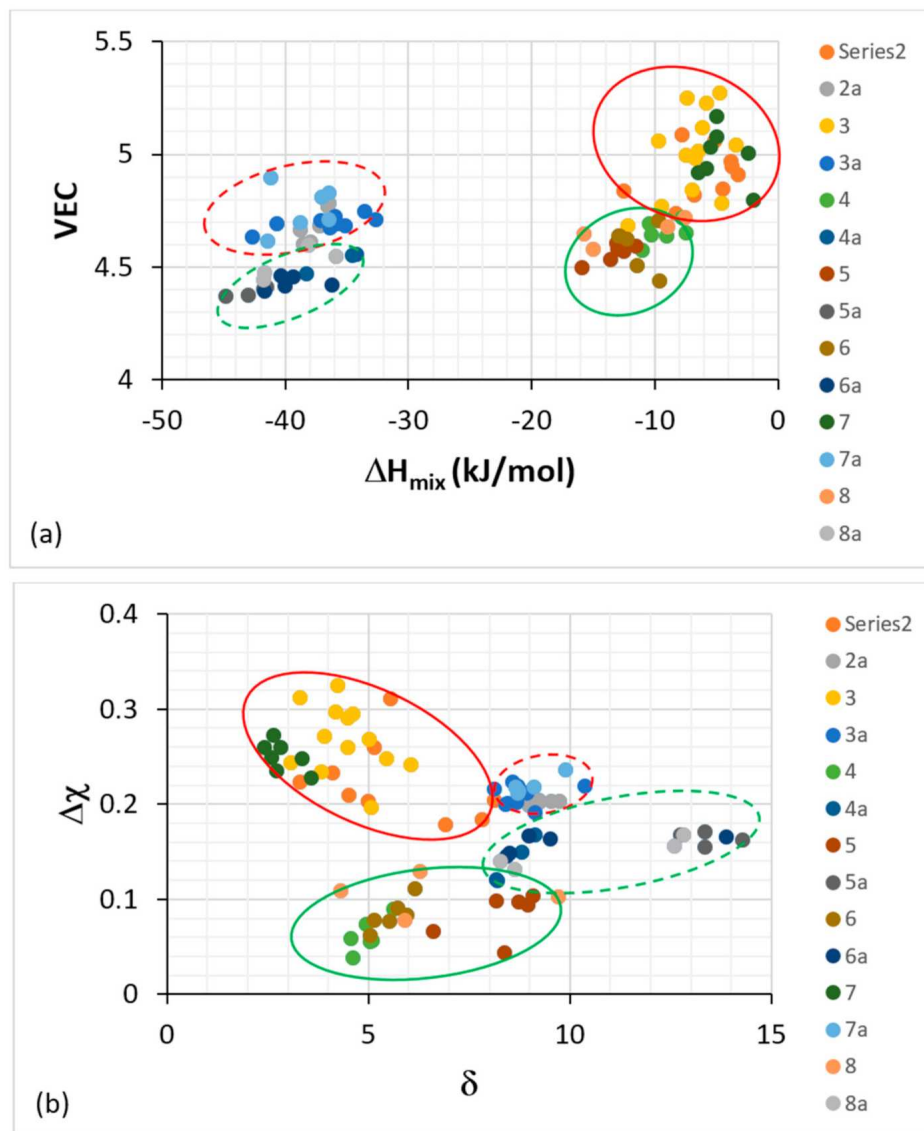 5.5
5
4.5
4
VEC
-50
-40
-30
-20
-10
0
ΔHmix (kJ/mol)
Series2
2a
3
3a
4
4a
5
5a
6
6a
7
7a
8
8a
(a)
0.4
0.3
0.2
0.1
0
Δχ
0
5
10
15
δ
Series2
2a
3
3a
4
4a
5
5a
6
6a
7
7a
8
8a
(b)